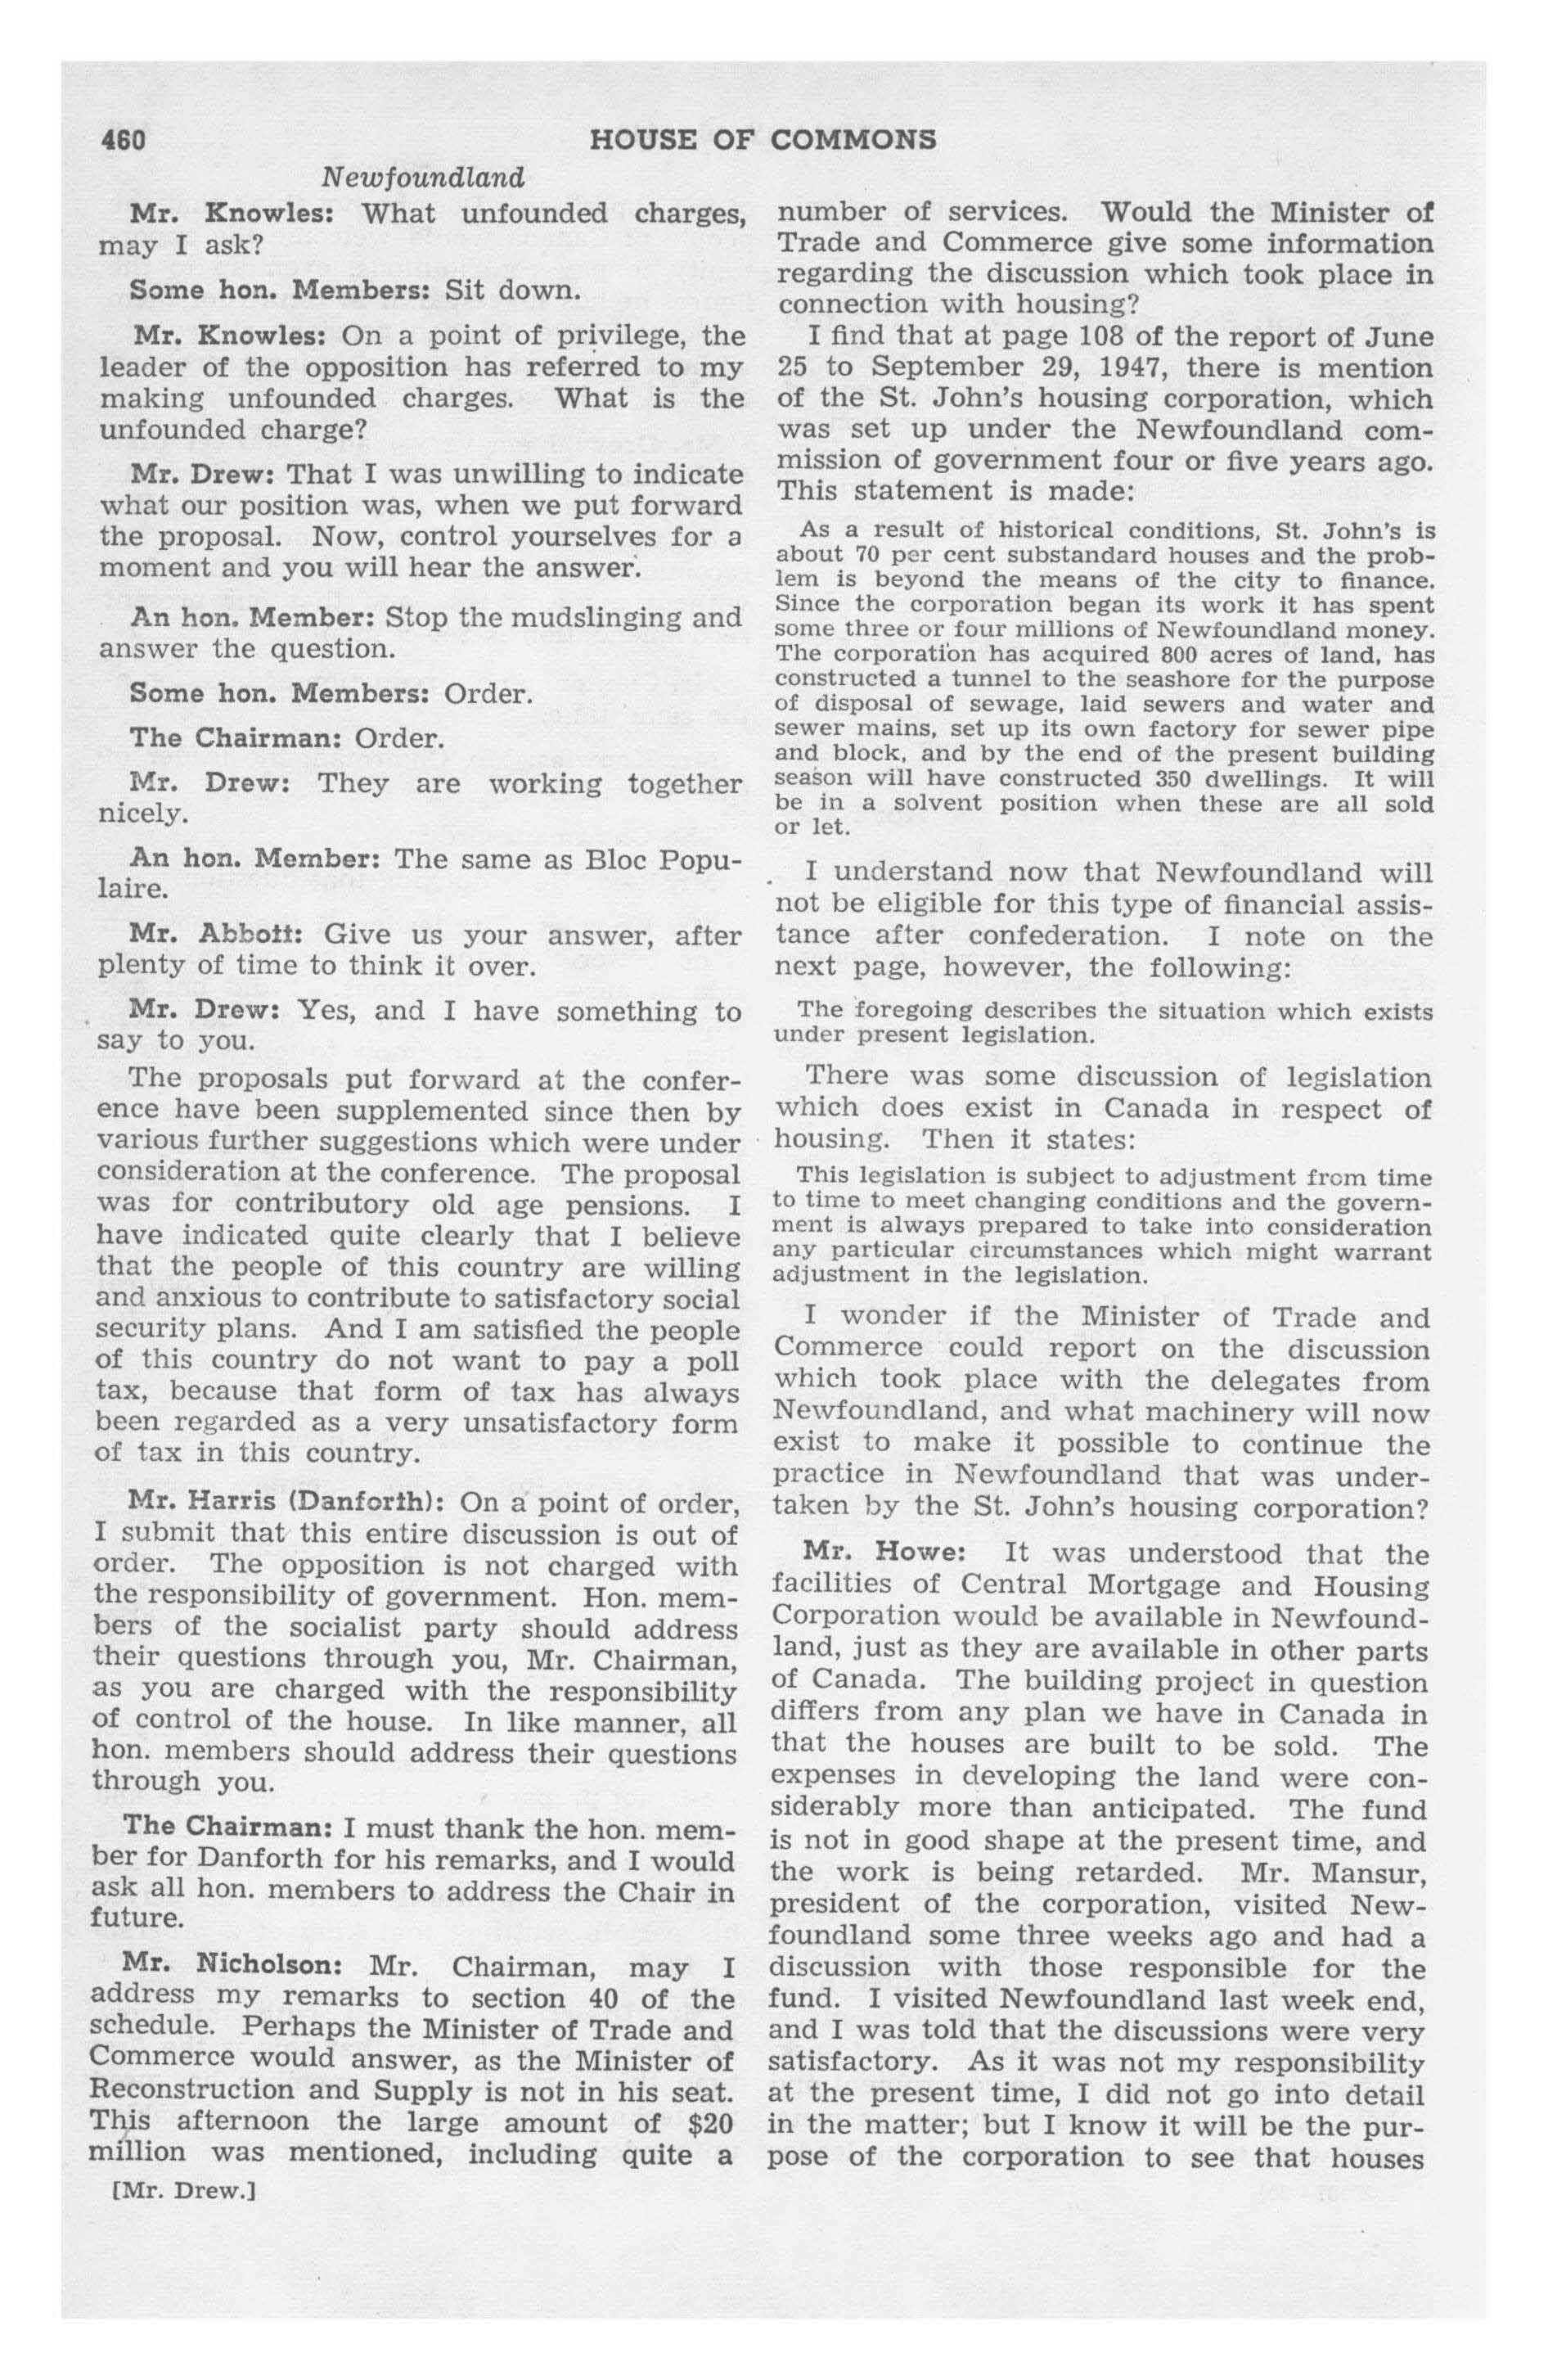 460
HOUSE OF COMMONS
Newfoundland
Mr. Knowles: What unfounded charges,
may I ask?
Some hon. Members: Sit down.
Mr. Knowles: On a point of privilege, the
leader of the opposition has referred to my
making unfounded charges. What is the
unfounded charge?
Mr. Drew: That I was unwilling to indicate
what our position was, when we put forward
the proposal. Now, control yourselves for a
moment and you will hear the answer.
An hon. Member: Stop the mudslinging and
answer the question.
Some hon. Members: Order.
The Chairman: Order.
Mr. Drew: They are working together
nicely.
An hon. Member: The same as Bloc Popu-
laire.
Mr. Abbott: Give us your answer, after
plenty of time to think it over.
Mr. Drew: Yes, and I have something to
say to you.
The proposals put forward at the confer-
ence have been supplemented since then by
various further suggestions which were under
consideration at the conference. The proposal
was for contributory old age pensions. I
have indicated quite clearly that I believe
that the people of this country are willing
and anxious to contribute to satisfactory social
security plans. And I am satisfied the people
of this country do not want to pay a poll
tax, because that form of tax has always
been regarded as a very unsatisfactory form
of tax in this country.
Mr. Harris (Danforth): On a point of order,
I submit that this entire discussion is out of
order. The opposition is not charged with
the responsibility of government. Hon. mem-
bers of the socialist party should address
their questions through you, Mr. Chairman,
as you are charged with the responsibility
of control of the house. In like manner, all
hon. members should address their questions
through you.
The Chairman: I must thank the hon. mem-
ber for Danforth for his remarks, and I would
ask all hon. members to address the Chair in
future.
Mr. Nicholson: Mr. Chairman, may I
address my remarks to section 40 of the
schedule. Perhaps the Minister of Trade and
Commerce would answer, as the Minister of
Reconstruction and Supply is not in his seat.
This afternoon the large amount of $20
million was mentioned, including quite a
[Mr. Drew.]
number of services. Would the Minister of
Trade and Commerce give some information
regarding the discussion which took place in
connection with housing?
I find that at page 108 of the report of June
25 to September 29, 1947, there is mention
of the St. John's housing corporation, which
was set up under the Newfoundland com-
mission of government four or five years ago.
This statement is made:
As a result of historical conditions, St. John's is
about 70 per cent substandard houses and the prob-
lem is beyond the means of the city to finance.
Since the corporation began its work it has spent
some three or four millions of Newfoundland money.
The corporation has acquired 800 acres of land, has
constructed a tunnel to the seashore for the purpose
of disposal of sewage, laid sewers and water and
sewer mains, set up its own factory for sewer pipe
and block, and by the end of the present building
season will have constructed 350 dwellings. It will
be in a solvent position when these are all sold
or let.
I understand now that Newfoundland will
not be eligible for this type of financial assis-
tance after confederation. I note on the
next page, however, the following:
The foregoing describes the situation which exists
under present legislation.
There was some discussion of legislation
which does exist in Canada in respect of
housing. Then it states:
This legislation is subject to adjustment from time
to time to meet changing conditions and the govern-
ment is always prepared to take into consideration
any particular circumstances which might warrant
adjustment in the legislation.
I wonder if the Minister of Trade and
Commerce could report on the discussion
which took place with the delegates from
Newfoundland, and what machinery will now
exist to make it possible to continue the
practice in Newfoundland that was under-
taken by the St. John's housing corporation?
Mr. Howe: It was understood that the
facilities of Central Mortgage and Housing
Corporation would be available in Newfound-
land, just as they are available in other parts
of Canada. The building project in question
differs from any plan we have in Canada in
that the houses are built to be sold. The
expenses in developing the land were con-
siderably more than anticipated. The fund
is not in good shape at the present time, and
the work is being retarded. Mr. Mansur,
president of the corporation, visited New-
foundland some three weeks ago and had a
discussion with those responsible for the
fund. I visited Newfoundland last week end,
and I was told that the discussions were very
satisfactory. As it was not my responsibility
at the present time, I did not go into detail
in the matter; but I know it will be the pur-
pose of the corporation to see that houses